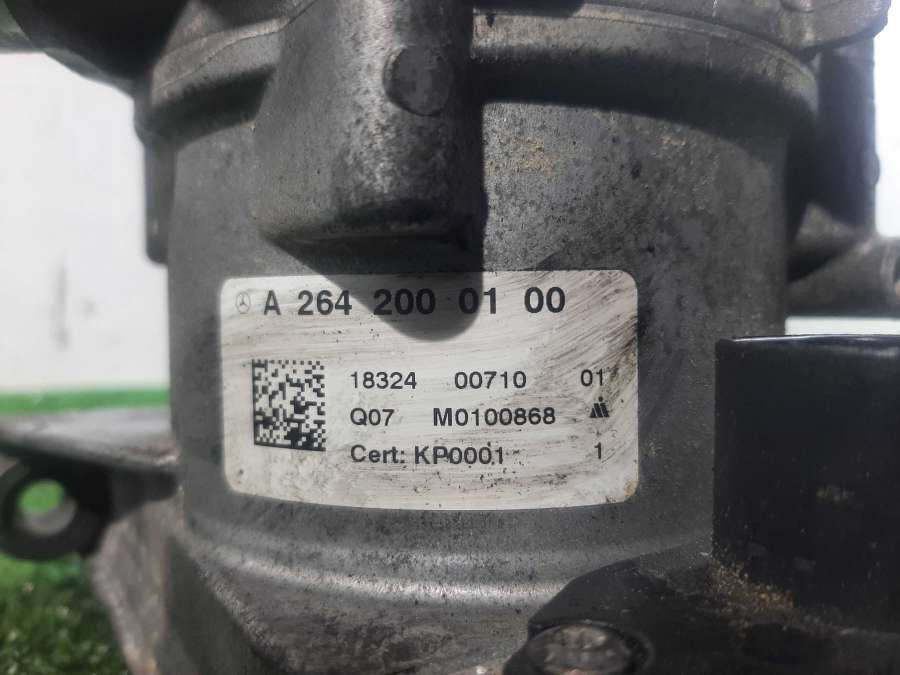 A 264 200 01 00
18324 00710 01
Q07 M0100868
Cert: KP0001 1